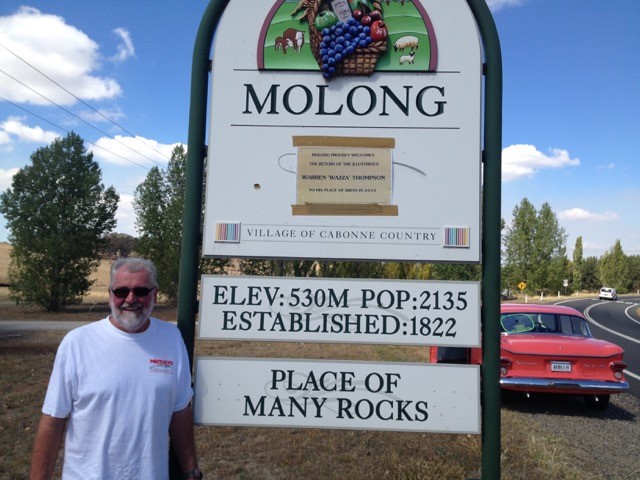 MOLONG
MOLONG PROUDLY WELCOMES
THE RETURN OF THE ILLUSTRIOUS
WARREN 'WAZZA' THOMPSON
TO HIS PLACE OF BIRTH IN 2013
VILLAGE OF CABONNE COUNTRY
ELEV:530M POP:2135
ESTABLISHED:1822
PLACE OF
MANY ROCKS